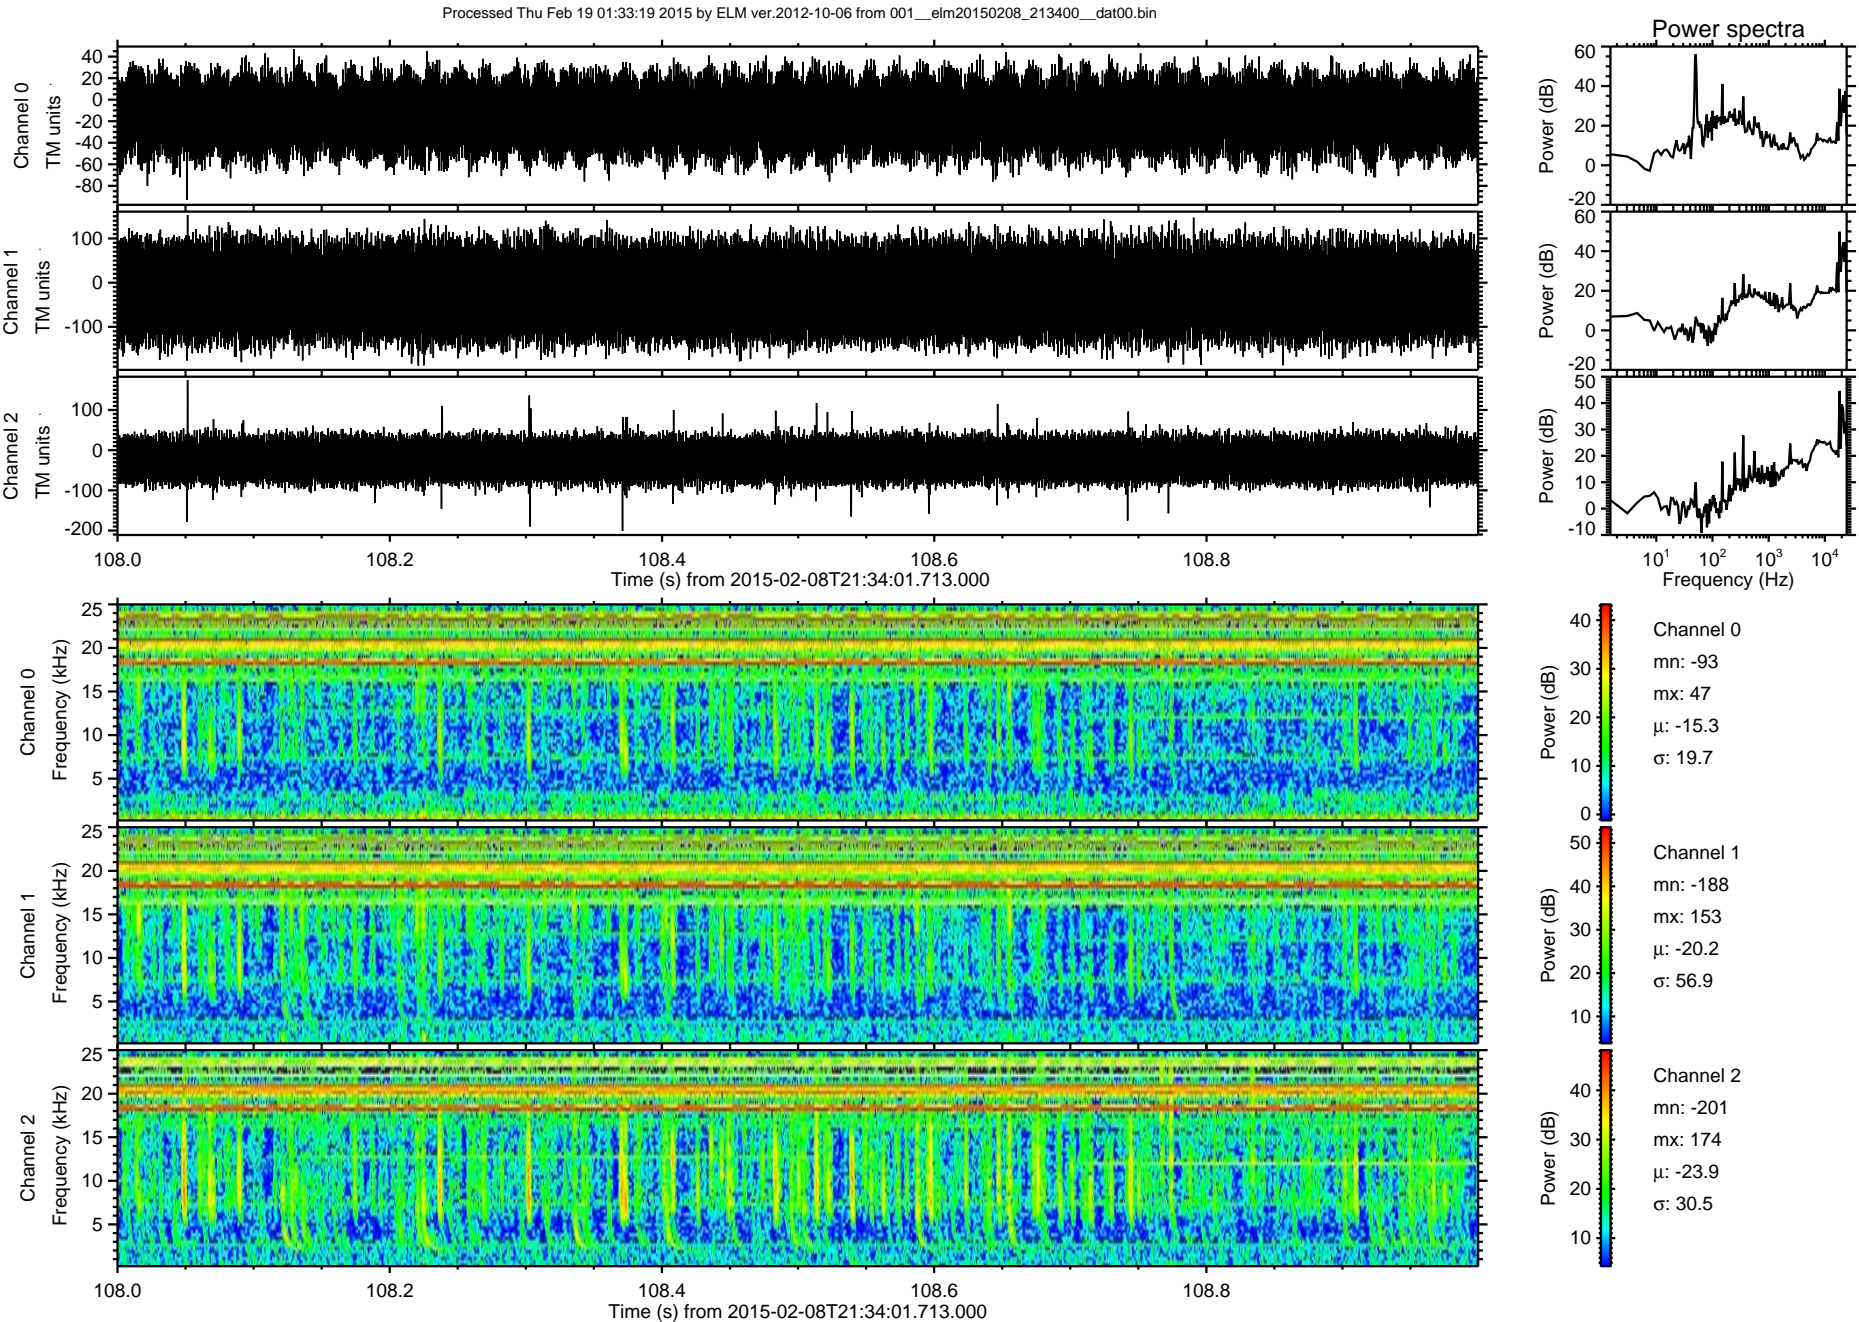 Processed Thu Feb 19 01:33:19 2015 by ELM ver.2012-10-06 from 001__elm20150208_213400__dat00.bin
Power spectra
Channel 0
TM units
40
20
0
-20
-40
-60
-80
Power (dB)
60
40
20
0
-20
Channel 1
TM units
100
0
-100
Power (dB)
60
40
20
0
-20
Channel 2
TM units
100
0
-100
-200
Power (dB)
50
40
30
20
10
0
-10
108.0 108.2 108.4 108.6 108.8
Time (s) from 2015-02-08T21:34:01.713.000
10^1 10^2 10^3 10^4
Frequency (Hz)
Channel 0
Frequency (kHz)
25
20
15
10
5
Power (dB)
40
30
20
10
0
Channel 0
mn: -93
mx: 47
μ: -15.3
σ: 19.7
Channel 1
Frequency (kHz)
25
20
15
10
5
Power (dB)
50
40
30
20
10
Channel 1
mn: -188
mx: 153
μ: -20.2
σ: 56.9
Channel 2
Frequency (kHz)
25
20
15
10
5
Power (dB)
40
30
20
10
Channel 2
mn: -201
mx: 174
μ: -23.9
σ: 30.5
108.0 108.2 108.4 108.6 108.8
Time (s) from 2015-02-08T21:34:01.713.000